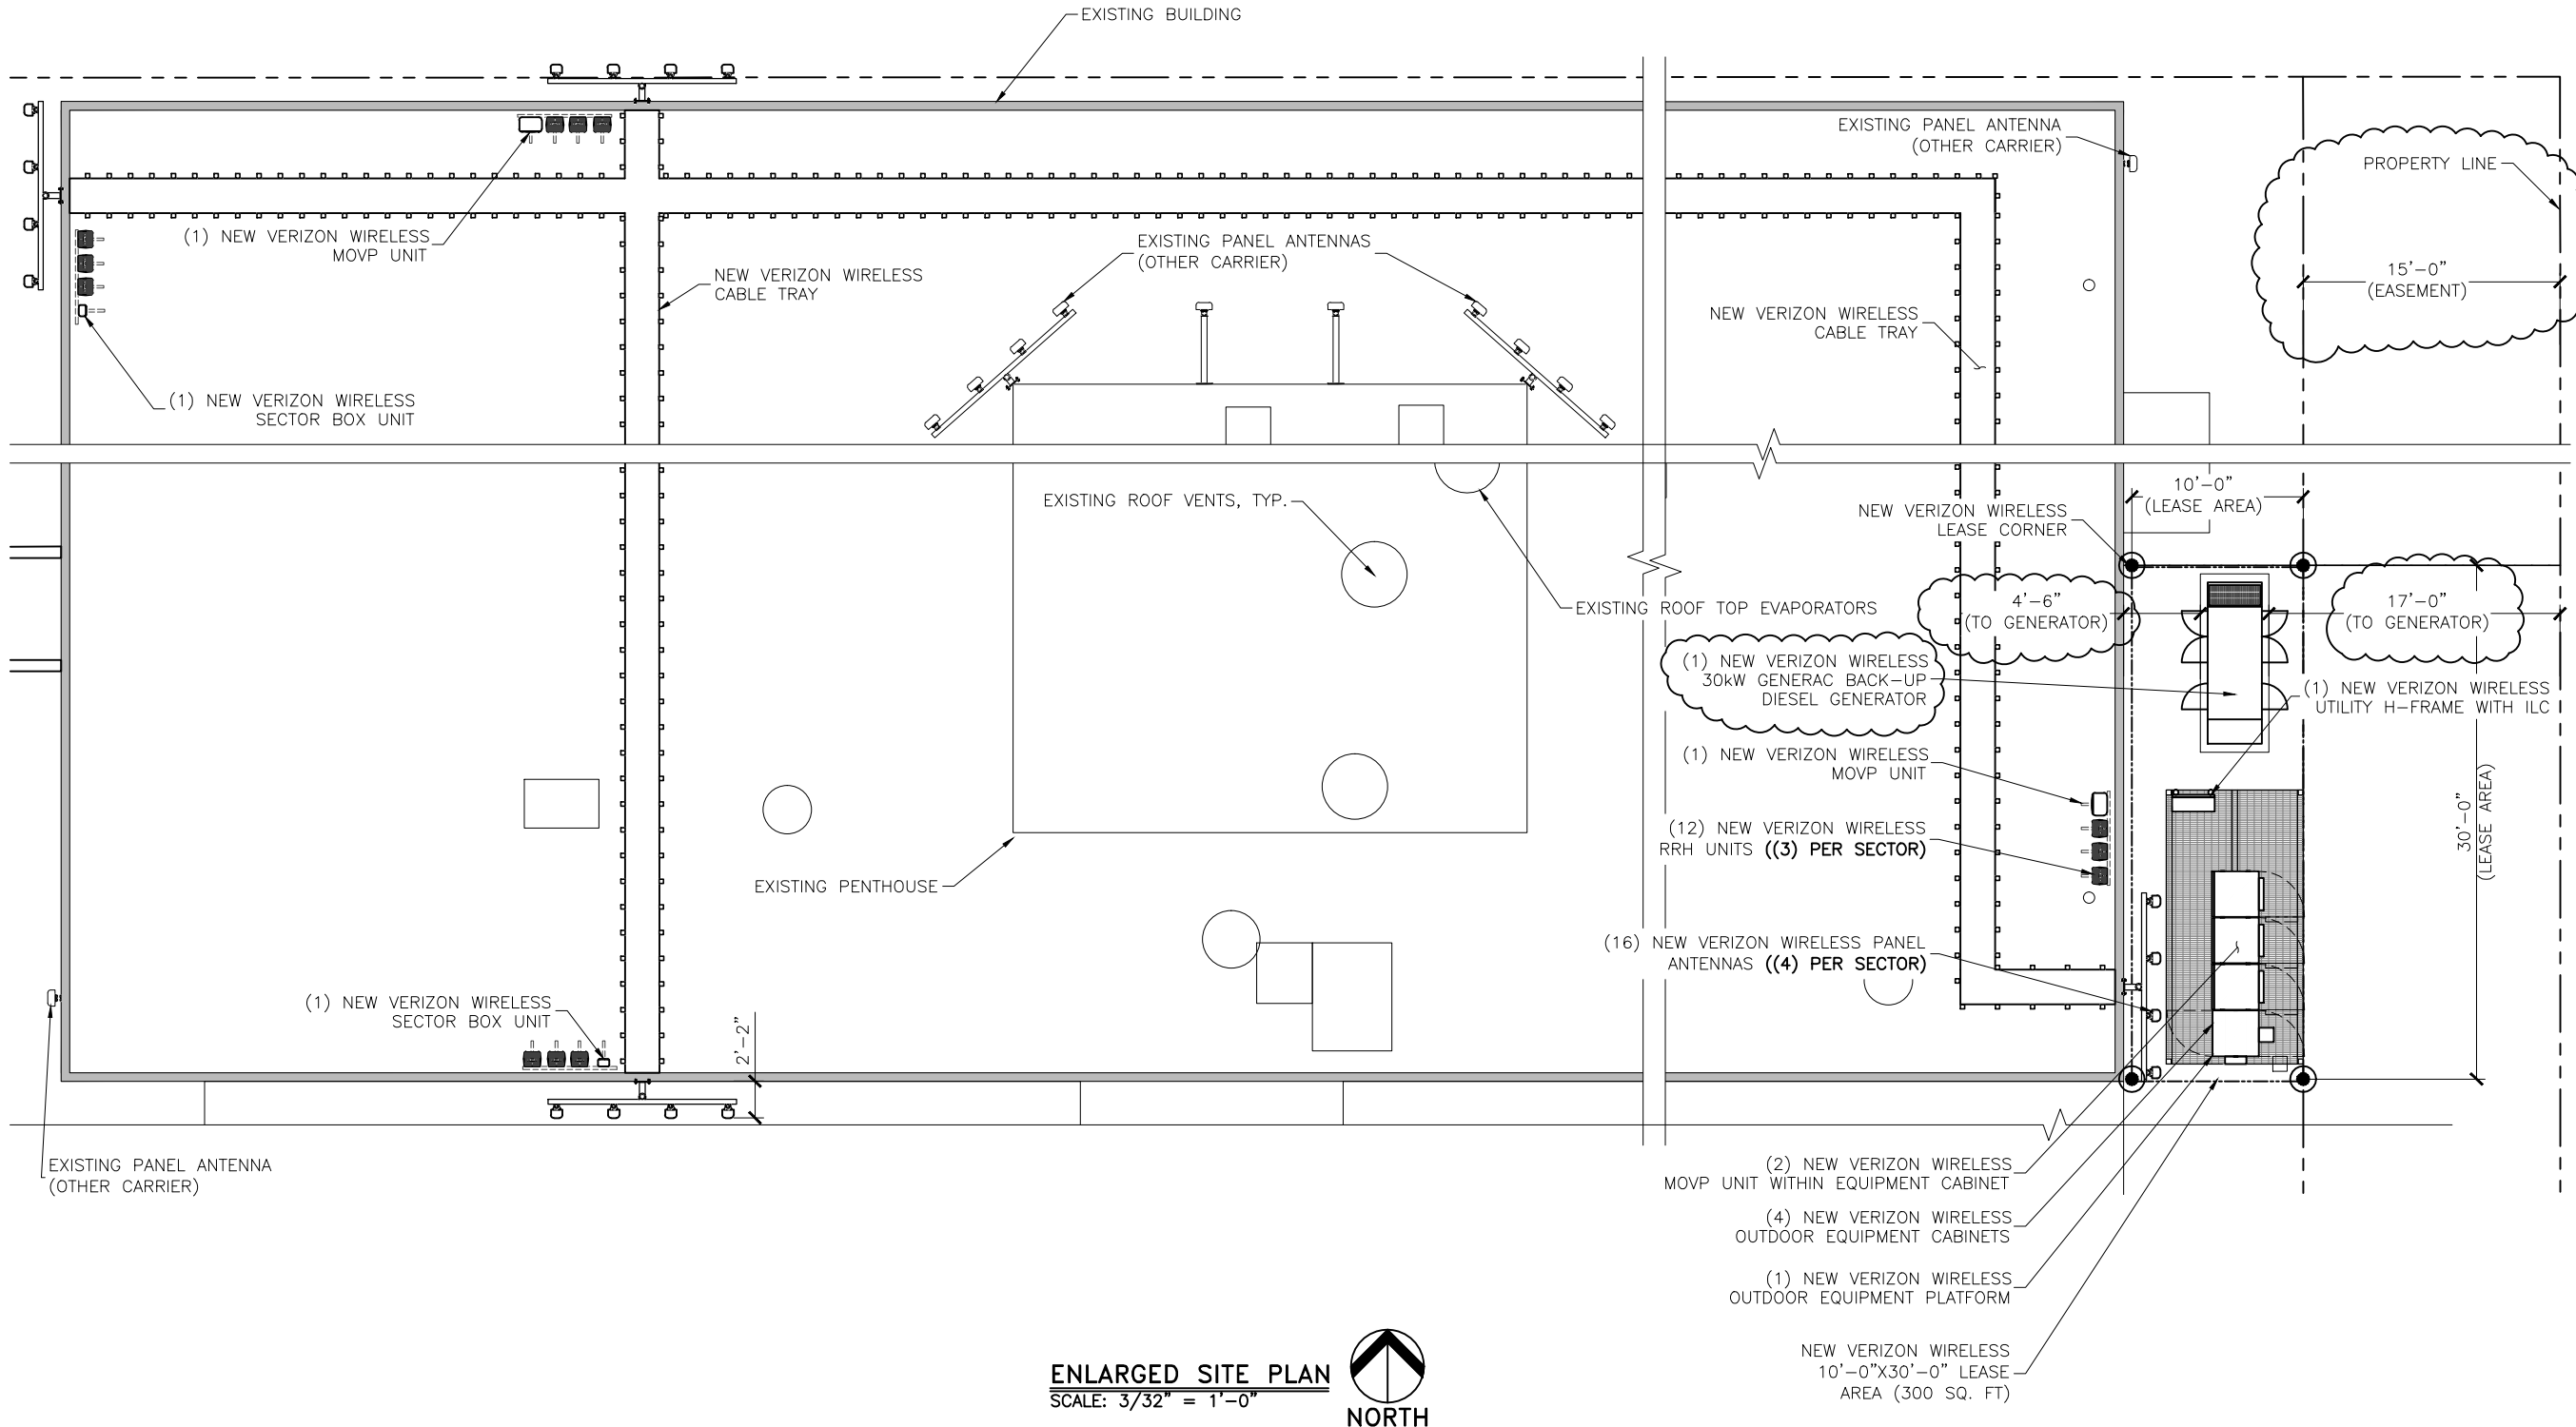 EXISTING BUILDING
EXISTING PANEL ANTENNA
(OTHER CARRIER)
PROPERTY LINE
(1) NEW VERIZON WIRELESS
MOVP UNIT
EXISTING PANEL ANTENNAS
(OTHER CARRIER)
NEW VERIZON WIRELESS
CABLE TRAY
15'-0"
(EASEMENT)
NEW VERIZON WIRELESS
CABLE TRAY
(1) NEW VERIZON WIRELESS
SECTOR BOX UNIT
10'-0"
(LEASE AREA)
EXISTING ROOF VENTS, TYP.
NEW VERIZON WIRELESS
LEASE CORNER
EXISTING ROOF TOP EVAPORATORS
4'-6"
(TO GENERATOR)
17'-0"
(TO GENERATOR)
(1) NEW VERIZON WIRELESS
30kW GENERAC BACK-UP
DIESEL GENERATOR
(1) NEW VERIZON WIRELESS
UTILITY H-FRAME WITH ILC
(1) NEW VERIZON WIRELESS
MOVP UNIT
30'-0"
(LEASE AREA)
(12) NEW VERIZON WIRELESS
RRH UNITS ((3) PER SECTOR)
EXISTING PENTHOUSE
(16) NEW VERIZON WIRELESS PANEL
ANTENNAS ((4) PER SECTOR)
(1) NEW VERIZON WIRELESS
SECTOR BOX UNIT
2'-2"
EXISTING PANEL ANTENNA
(OTHER CARRIER)
(2) NEW VERIZON WIRELESS
MOVP UNIT WITHIN EQUIPMENT CABINET
(4) NEW VERIZON WIRELESS
OUTDOOR EQUIPMENT CABINETS
(1) NEW VERIZON WIRELESS
OUTDOOR EQUIPMENT PLATFORM
NEW VERIZON WIRELESS
10'-0"X30'-0" LEASE
AREA (300 SQ. FT)
ENLARGED SITE PLAN
SCALE: 3/32" = 1'-0"
NORTH